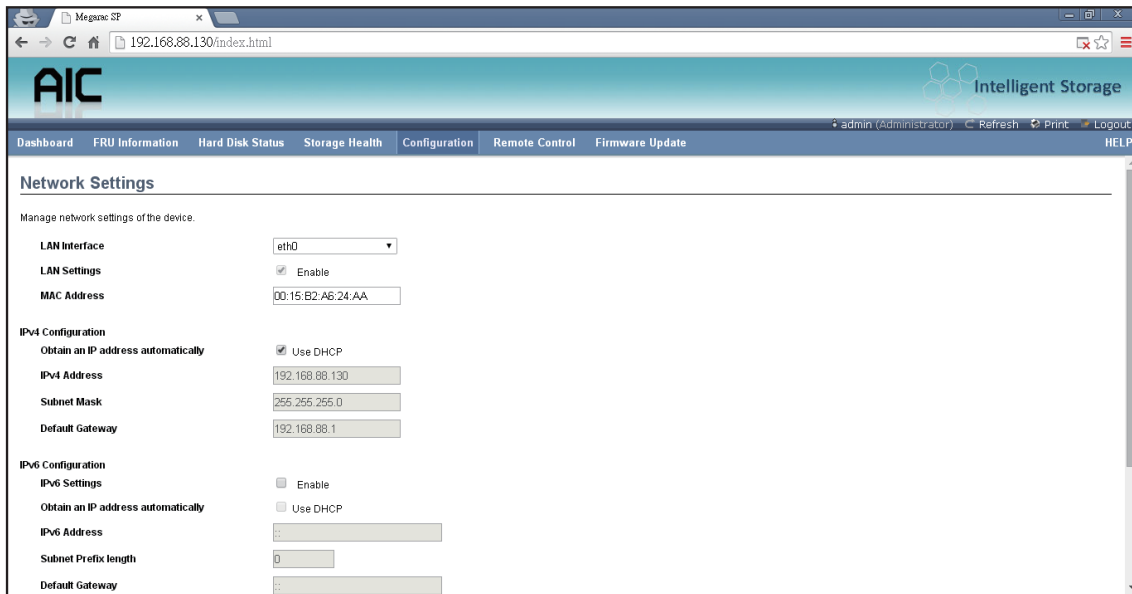 Megarac SP
192.168.88.130/index.html
AIC
Intelligent Storage
admin (Administrator) Refresh Print Logout
Dashboard FRU Information Hard Disk Status Storage Health Configuration Remote Control Firmware Update HELP
Network Settings
Manage network settings of the device.
LAN Interface eth0
LAN Settings Enable
MAC Address 00:15:B2:A6:24:AA
IPv4 Configuration
Obtain an IP address automatically Use DHCP
IPv4 Address 192.168.88.130
Subnet Mask 255.255.255.0
Default Gateway 192.168.88.1
IPv6 Configuration
IPv6 Settings Enable
Obtain an IP address automatically Use DHCP
IPv6 Address ::
Subnet Prefix length 0
Default Gateway ::